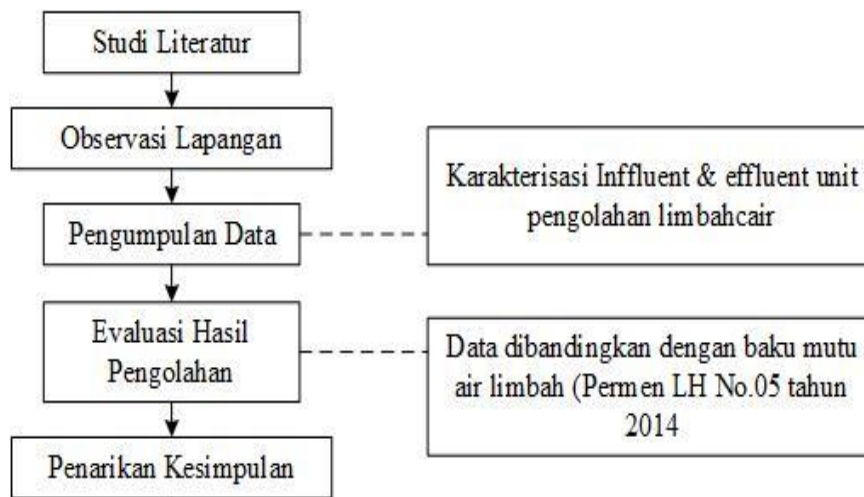 Studi Literatur
Observasi Lapangan
Karakterisasi Inffluent & effluent unit
pengolahan limbahcair
Pengumpulan Data
Evaluasi Hasil
Pengolahan
Data dibandingkan dengan baku mutu
air limbah (Permen LH No.05 tahun
2014
Penarikan Kesimpulan